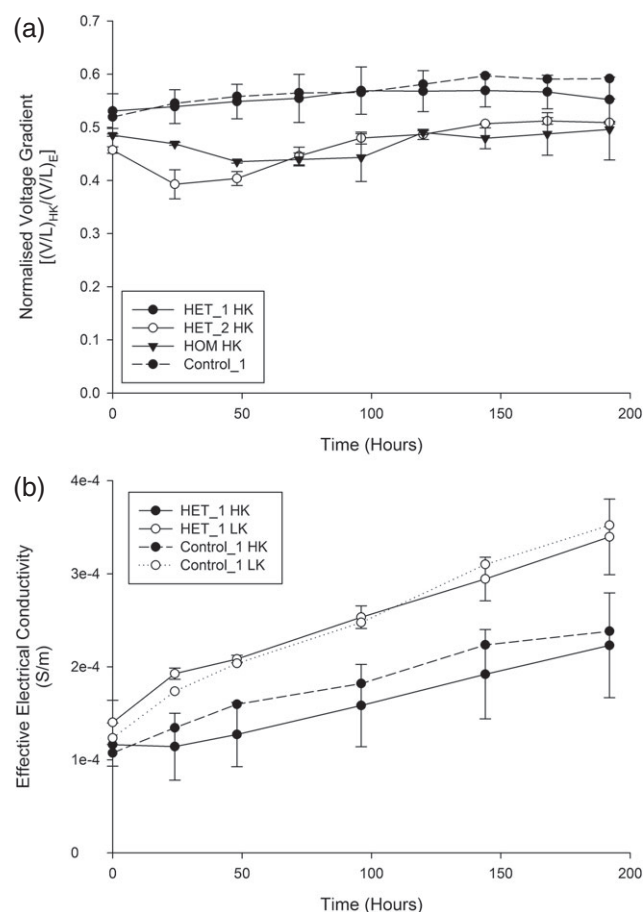 (a)
Normalised Voltage Gradient
[(V/L)HK/(V/L)E]
0.7
0.6
0.5
0.4
0.3
0.2
0.1
0.0
HET_1 HK
HET_2 HK
HOM HK
Control_1
0
50
100
150
200
Time (Hours)
(b)
Effective Electrical Conductivity
(S/m)
4e-4
3e-4
2e-4
1e-4
0
HET_1 HK
HET_1 LK
Control_1 HK
Control_1 LK
0
50
100
150
200
Time (Hours)